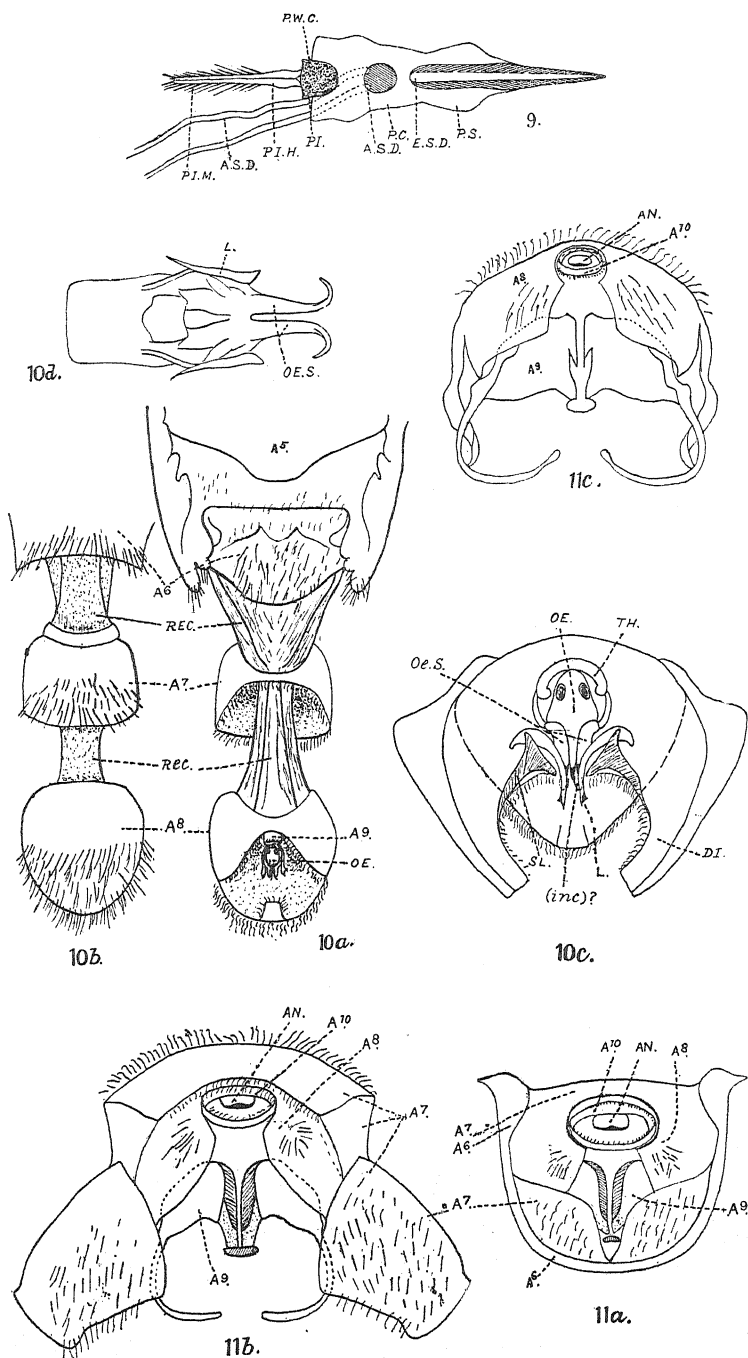 P.W.C.
9.
P.I.M.
A.S.D.
P.I.H.
P.I.
A.S.D.
P.C.
E.S.D.
P.S.
L.
OE.S.
10d.
AN.
A10.
A8.
A9.
11c.
A5.
A6
REC.
A7
REC.
A8
A9.
OE.
10b.
10a.
OE.
TH.
Oe.S.
SL.
(inc)?
L.
DI.
10c.
AN.
A10
A8
A7
A7
A9
11b.
A10
AN.
A8
A7
A6
A9
A6
11a.